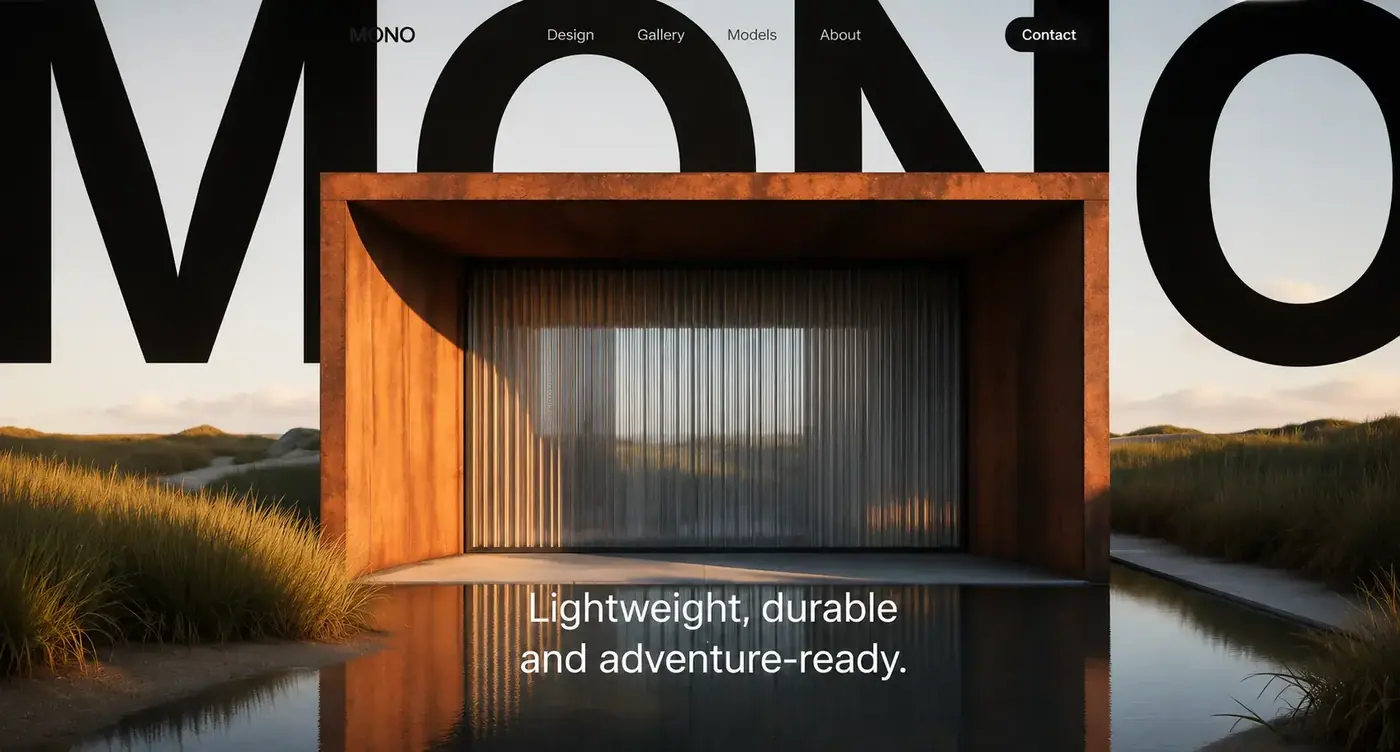 MONO
MONO Design Gallery Models About Contact
Lightweight, durable
and adventure-ready.